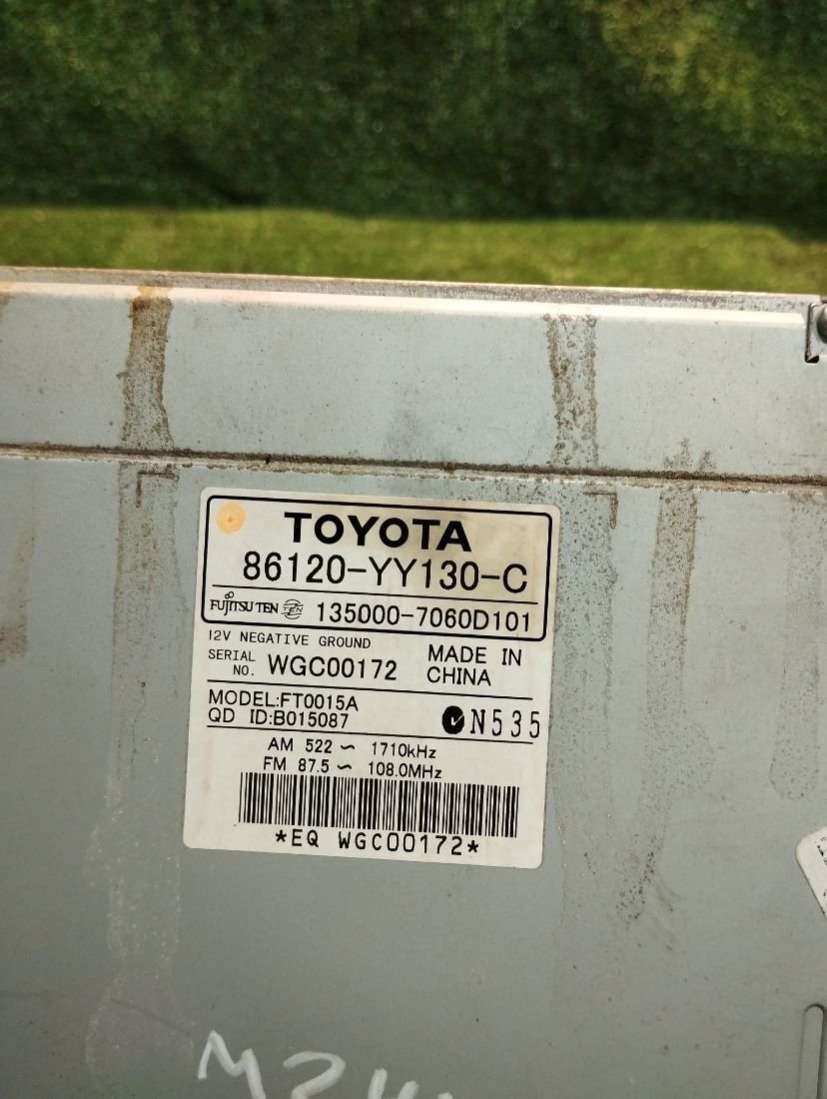 TOYOTA
86120-YY130-C
FUJITSU TEN TEN 135000-7060D101
12V NEGATIVE GROUND
SERIAL NO. WGC00172 MADE IN CHINA
MODEL:FT0015A
QD ID:B015087 N535
AM 522 ~ 1710kHz
FM 87.5 ~ 108.0MHz
*EQ WGC00172*